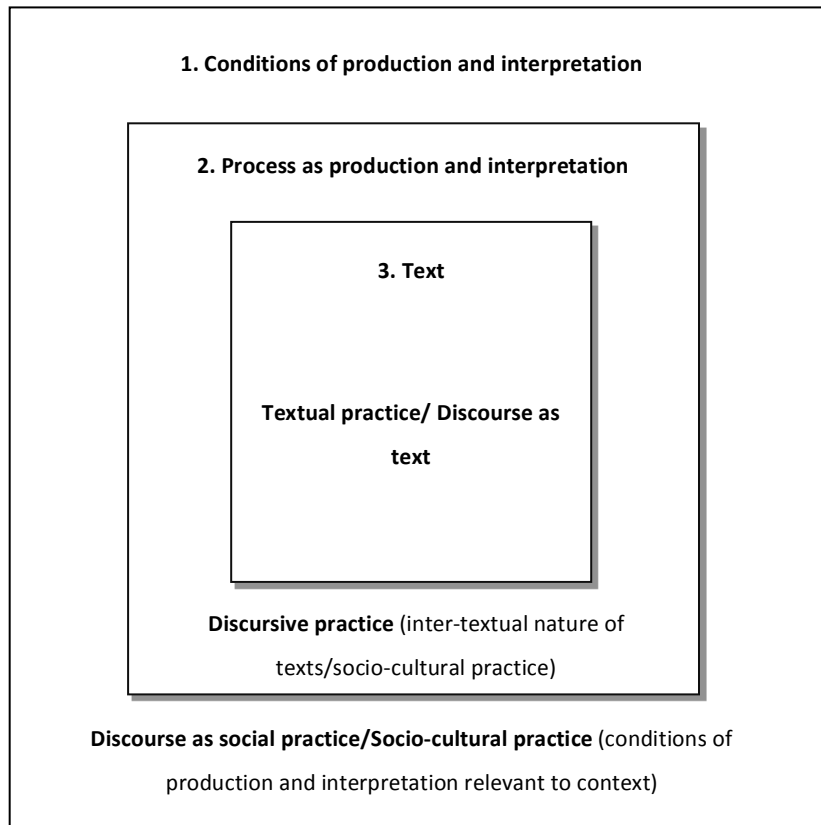 1. Conditions of production and interpretation
2. Process as production and interpretation
3. Text
Textual practice/ Discourse as
text
Discursive practice (inter-textual nature of
texts/socio-cultural practice)
Discourse as social practice/Socio-cultural practice (conditions of
production and interpretation relevant to context)